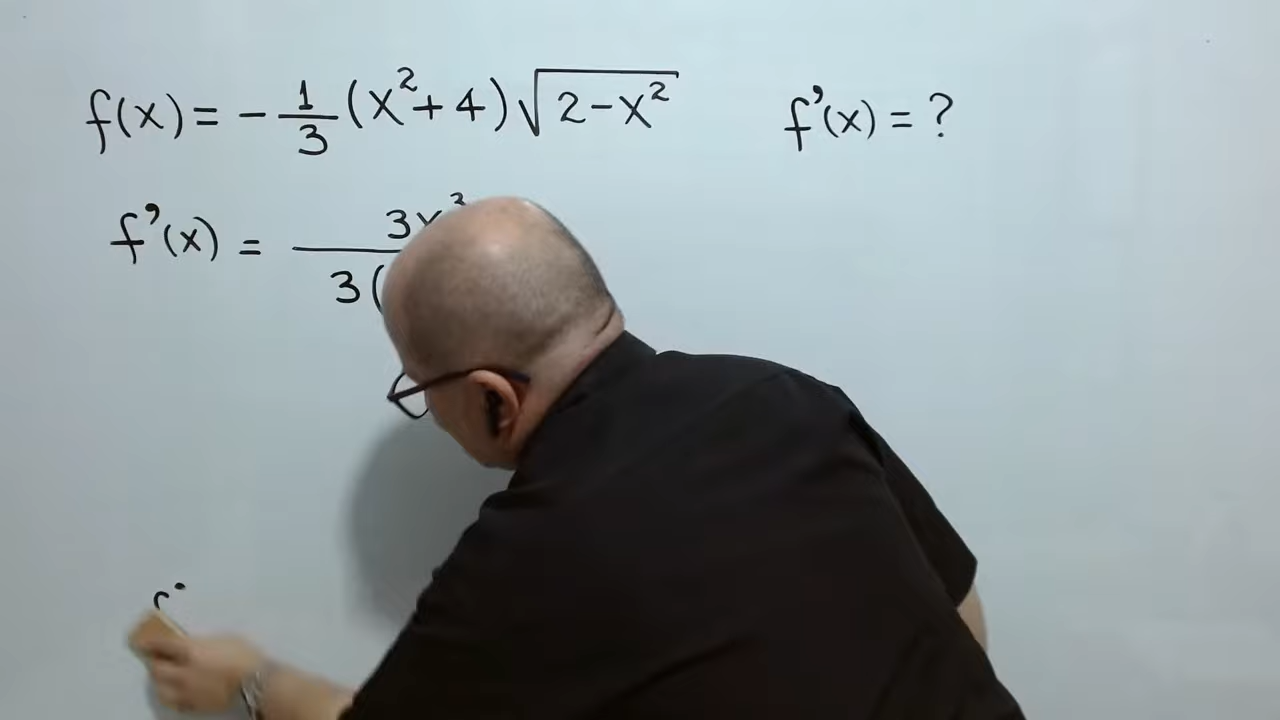 f(x) = - 1/3 (x²+4) √(2-x²) f'(x) = ?
f'(x) = 3x³ / 3(